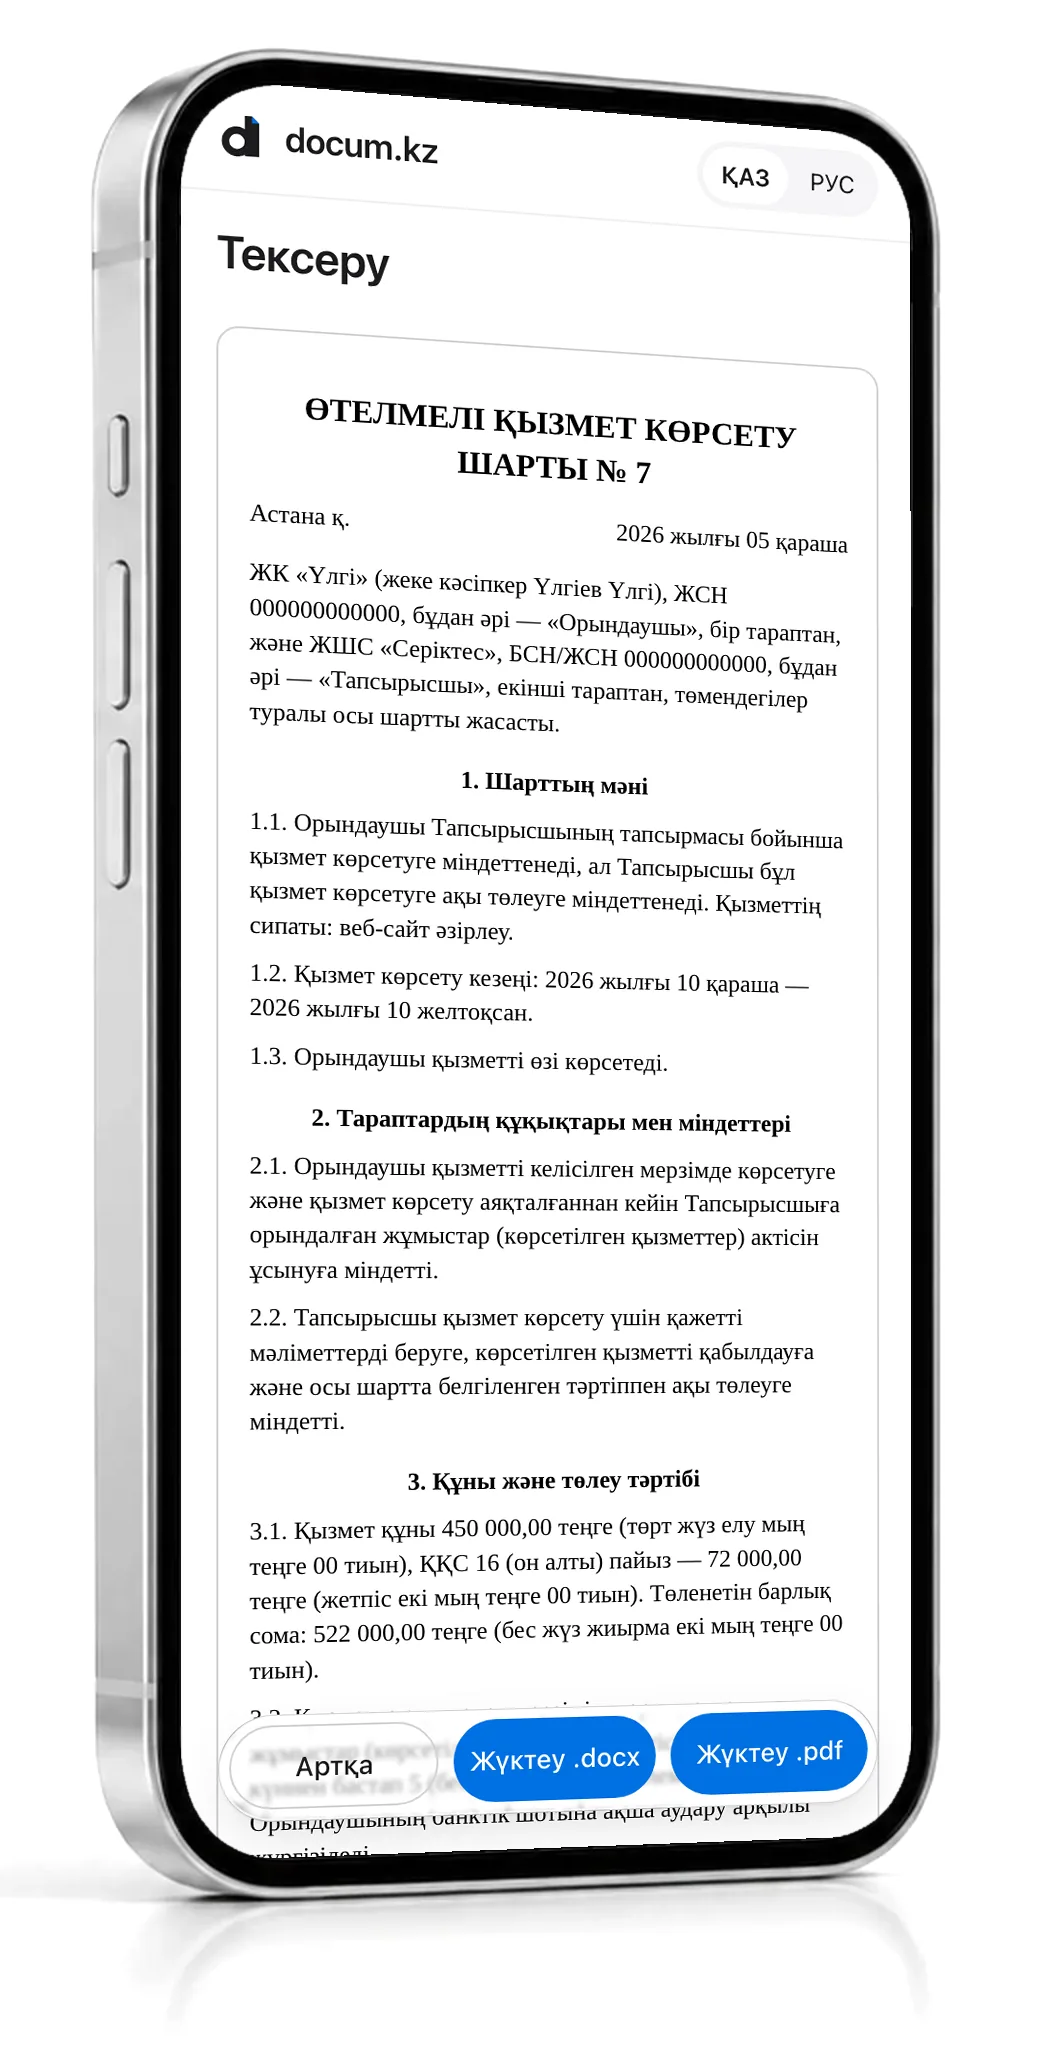 docum.kz
ҚАЗ РУС
Тексеру
ӨТЕЛМЕЛІ ҚЫЗМЕТ КӨРСЕТУ
ШАРТЫ № 7
Астана қ. 2026 жылғы 05 қараша
ЖК «Үлгі» (жеке кәсіпкер Үлгіев Үлгі), ЖСН
000000000000, бұдан әрі — «Орындаушы», бір тараптан,
және ЖШС «Серіктес», БСН/ЖСН 000000000000, бұдан
әрі — «Тапсырысшы», екінші тараптан, төмендегілер
туралы осы шартты жасасты.
1. Шарттың мәні
1.1. Орындаушы Тапсырысшының тапсырмасы бойынша
қызмет көрсетуге міндеттенеді, ал Тапсырысшы бұл
қызмет көрсетуге ақы төлеуге міндеттенеді. Қызметтің
сипаты: веб-сайт әзірлеу.
1.2. Қызмет көрсету кезеңі: 2026 жылғы 10 қараша —
2026 жылғы 10 желтоқсан.
1.3. Орындаушы қызметті өзі көрсетеді.
2. Тараптардың құқықтары мен міндеттері
2.1. Орындаушы қызметті келісілген мерзімде көрсетуге
және қызмет көрсету аяқталғаннан кейін Тапсырысшыға
орындалған жұмыстар (көрсетілген қызметтер) актісін
ұсынуға міндетті.
2.2. Тапсырысшы қызмет көрсету үшін қажетті
мәліметтерді беруге, көрсетілген қызметті қабылдауға
және осы шартта белгіленген тәртіппен ақы төлеуге
міндетті.
3. Құны және төлеу тәртібі
3.1. Қызмет құны 450 000,00 теңге (төрт жүз елу мың
теңге 00 тиын), ҚҚС 16 (он алты) пайыз — 72 000,00
теңге (жетпіс екі мың теңге 00 тиын). Төленетін барлық
сома: 522 000,00 теңге (бес жүз жиырма екі мың теңге 00
тиын).
Артқа Жүктеу .docx Жүктеу .pdf
Орындаушының банктік шотына ақша аудару арқылы